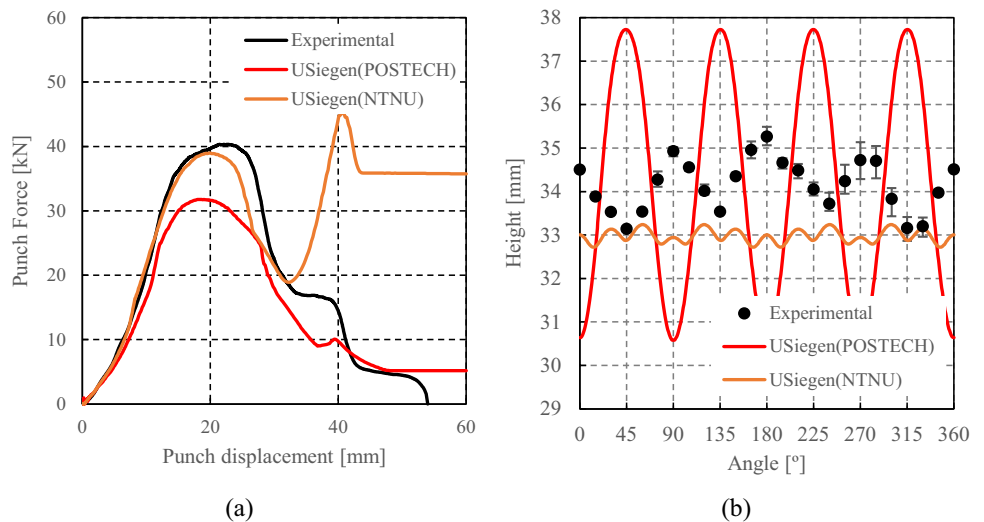 60
50
40
30
20
10
0
0
20
40
60
Punch Force [kN]
Punch displacement [mm]
Experimental
USiegen(POSTECH)
USiegen(NTNU)
(a)
38
37
36
35
34
33
32
31
30
29
0
45
90
135
180
225
270
315
360
Height [mm]
Angle [º]
Experimental
USiegen(POSTECH)
USiegen(NTNU)
(b)